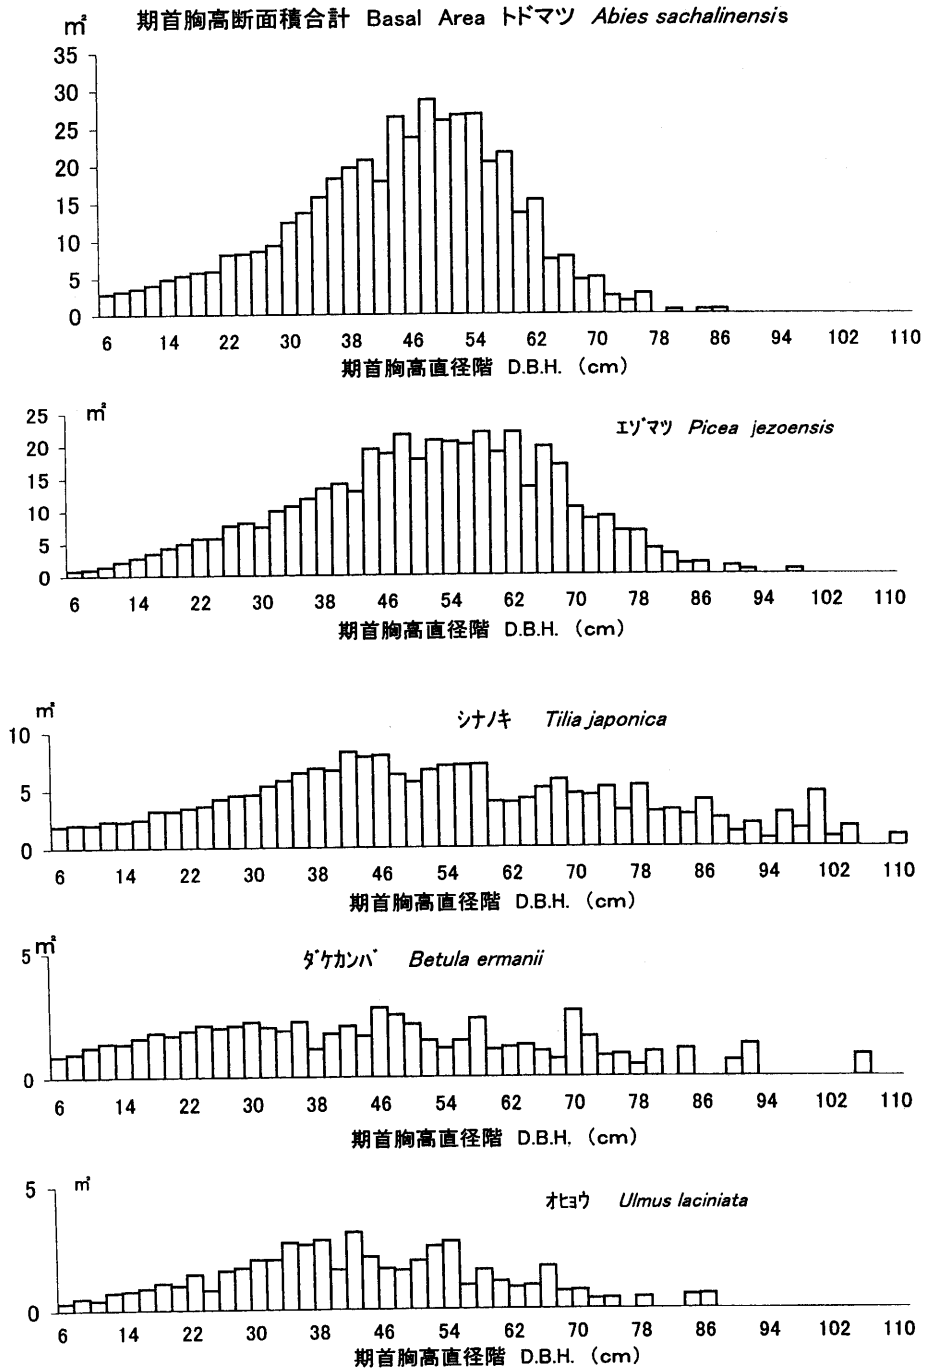 ㎡ 期首胸高断面積合計 Basal Area トドマツ Abies sachalinensis
35
30
25
20
15
10
5
0
6 14 22 30 38 46 54 62 70 78 86 94 102 110
期首胸高直径階 D.B.H. (cm)
㎡
エゾマツ Picea jezoensis
25
20
15
10
5
0
6 14 22 30 38 46 54 62 70 78 86 94 102 110
期首胸高直径階 D.B.H. (cm)
㎡
シナノキ Tilia japonica
10
5
0
6 14 22 30 38 46 54 62 70 78 86 94 102 110
期首胸高直径階 D.B.H. (cm)
5 ㎡
ダケカンバ Betula ermanii
0
6 14 22 30 38 46 54 62 70 78 86 94 102 110
期首胸高直径階 D.B.H. (cm)
5 ㎡
オヒョウ Ulmus laciniata
0
6 14 22 30 38 46 54 62 70 78 86 94 102 110
期首胸高直径階 D.B.H. (cm)